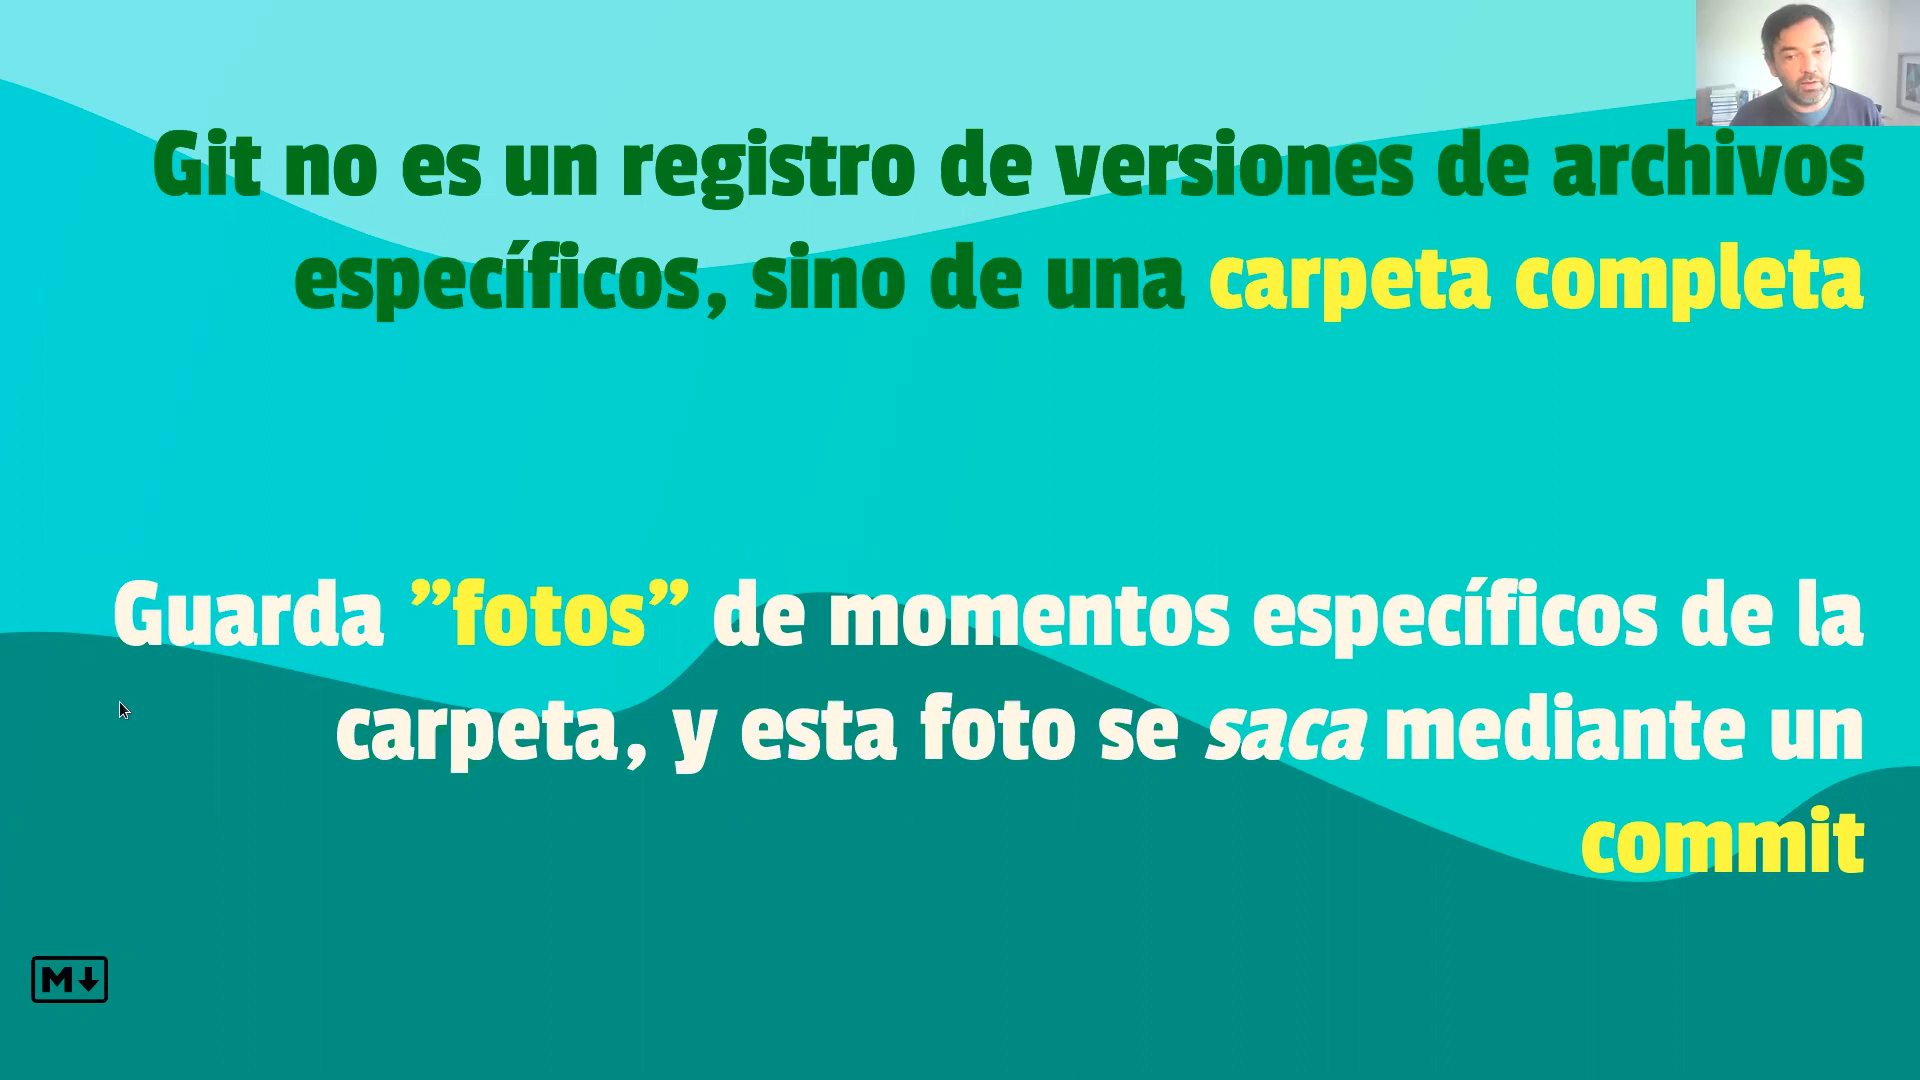 Git no es un registro de versiones de archivos
específicos, sino de una carpeta completa
Guarda ”fotos” de momentos específicos de la
carpeta, y esta foto se saca mediante un
commit
M